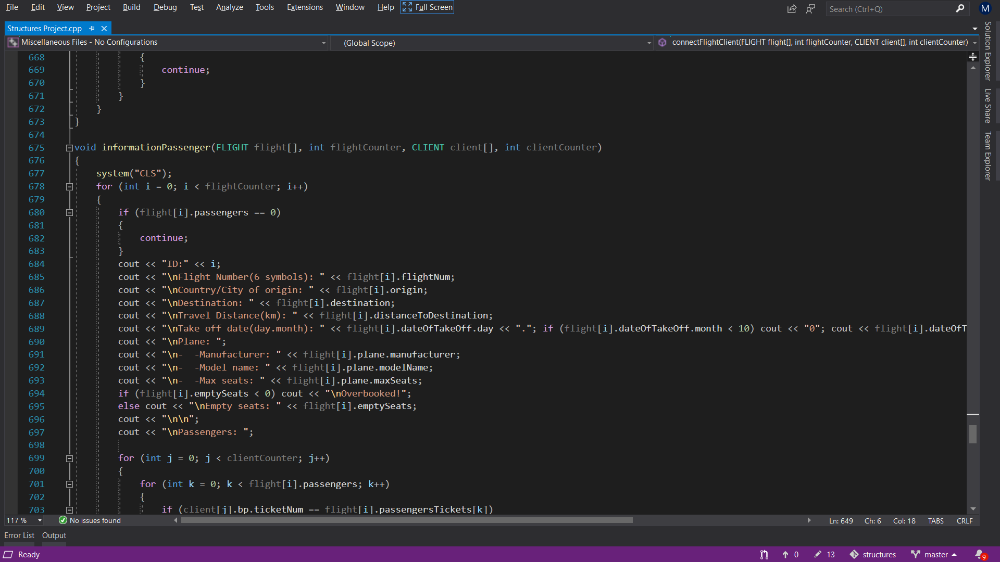 File Edit View Project Build Debug Test Analyze Tools Extensions Window Help Full Screen Search (Ctrl+Q) M
Structures Project.cpp
Miscellaneous Files - No Configurations (Global Scope) connectFlightClient(FLIGHT flight[], int flightCounter, CLIENT client[], int clientCounter)
668 {
669 continue;
670 }
671 }
672 }
673 }
674
675 void informationPassenger(FLIGHT flight[], int flightCounter, CLIENT client[], int clientCounter)
676 {
677 system("CLS");
678 for (int i = 0; i < flightCounter; i++)
679 {
680 if (flight[i].passengers == 0)
681 {
682 continue;
683 }
684 cout << "ID:" << i;
685 cout << "\nFlight Number(6 symbols): " << flight[i].flightNum;
686 cout << "\nCountry/City of origin: " << flight[i].origin;
687 cout << "\nDestination: " << flight[i].destination;
688 cout << "\nTravel Distance(km): " << flight[i].distanceToDestination;
689 cout << "\nTake off date(day.month): " << flight[i].dateOfTakeOff.day << "."; if (flight[i].dateOfTakeOff.month < 10) cout << "0"; cout << flight[i].dateOfT
690 cout << "\nPlane: ";
691 cout << "\n-  -Manufacturer: " << flight[i].plane.manufacturer;
692 cout << "\n-  -Model name: " << flight[i].plane.modelName;
693 cout << "\n-  -Max seats: " << flight[i].plane.maxSeats;
694 if (flight[i].emptySeats < 0) cout << "\nOverbooked!";
695 else cout << "\nEmpty seats: " << flight[i].emptySeats;
696 cout << "\n\n";
697 cout << "\nPassengers: ";
698
699 for (int j = 0; j < clientCounter; j++)
700 {
701 for (int k = 0; k < flight[i].passengers; k++)
702 {
703 if (client[j].bp.ticketNum == flight[i].passengersTickets[k])
117 % No issues found Ln: 649 Ch: 6 Col: 18 TABS CRLF
Error List Output
Ready 0 13 structures master 9
Solution Explorer
Live Share
Team Explorer